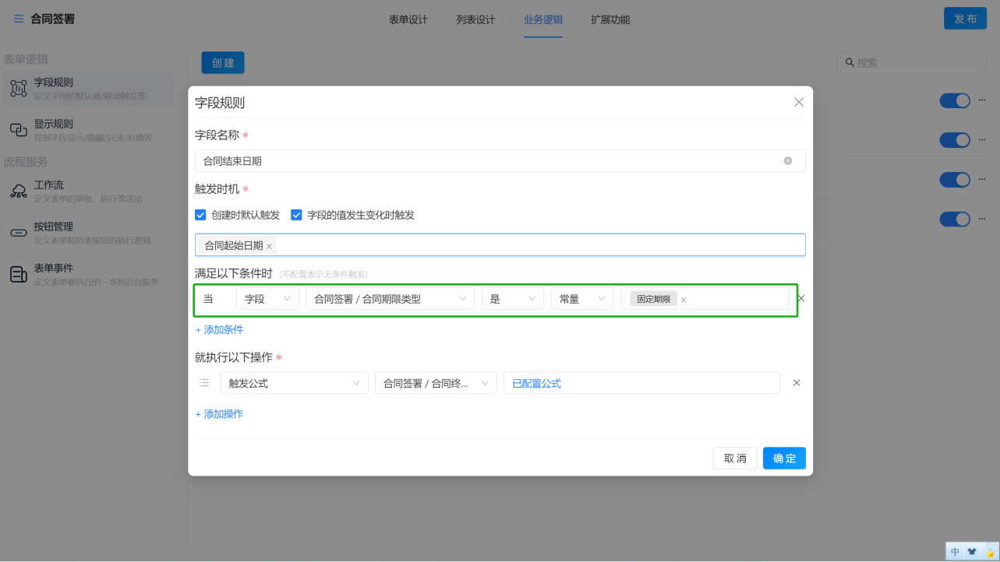 合同签署
表单设计 列表设计 业务逻辑 扩展功能
发布
表单逻辑
字段规则
定义字段的默认值/联动触发等
显示规则
控制字段显示/隐藏/只读/必填等
流程服务
工作流
定义表单的审批、执行等活动
按钮管理
定义表单和列表按钮的执行逻辑
表单事件
定义表单要执行的一系列后台服务
创建
搜索
字段规则
字段名称 *
合同结束日期
触发时机 *
创建时默认触发 字段的值发生变化时触发
合同起始日期 x
满足以下条件时 (不配置表示无条件触发)
当 字段 合同签署 / 合同期限类型 是 常量 固定期限 x
+ 添加条件
就执行以下操作 *
触发公式 合同签署 / 合同终... 已配置公式
+ 添加操作
取消 确定
中